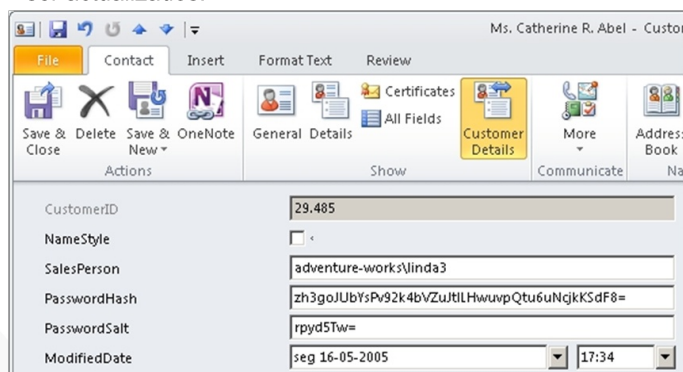 Ms. Catherine R. Abel - Custo
File Contact Insert Format Text Review
Save & Close
Delete
Save & New
OneNote
General
Details
Certificates
All Fields
Customer Details
More
Addres
Book
Actions Show Communicate Na
CustomerID 29.485
NameStyle
SalesPerson adventure-works\linda3
PasswordHash zh3goJUbYsPv92k4bVZuJtlLHwuvpQtu6uNcjkKSdF8=
PasswordSalt rpyd5Tw=
ModifiedDate seg 16-05-2005 17:34